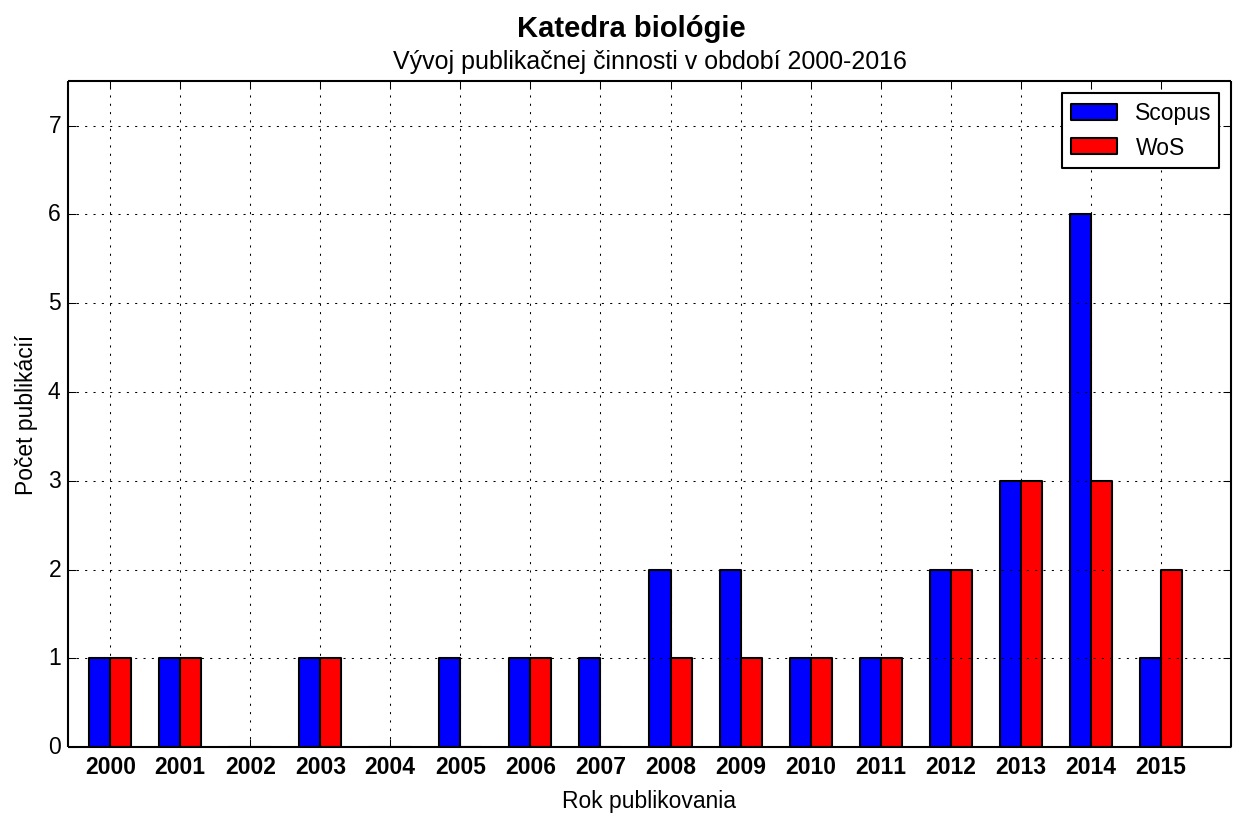 Katedra biológie
Vývoj publikačnej činnosti v období 2000-2016
Scopus
WoS
7
6
5
4
3
2
1
0
Počet publikácií
2000 2001 2002 2003 2004 2005 2006 2007 2008 2009 2010 2011 2012 2013 2014 2015
Rok publikovania